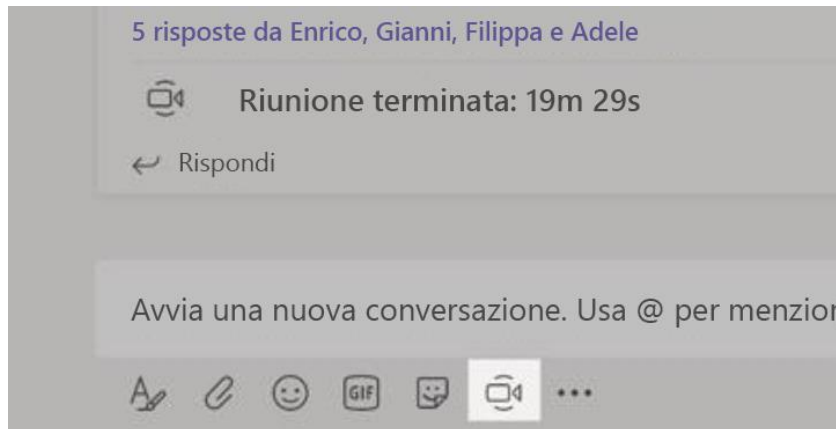 5 risposte da Enrico, Gianni, Filippa e Adele
Riunione terminata: 19m 29s
Rispondi
Avvia una nuova conversazione. Usa @ per menzion
GIF